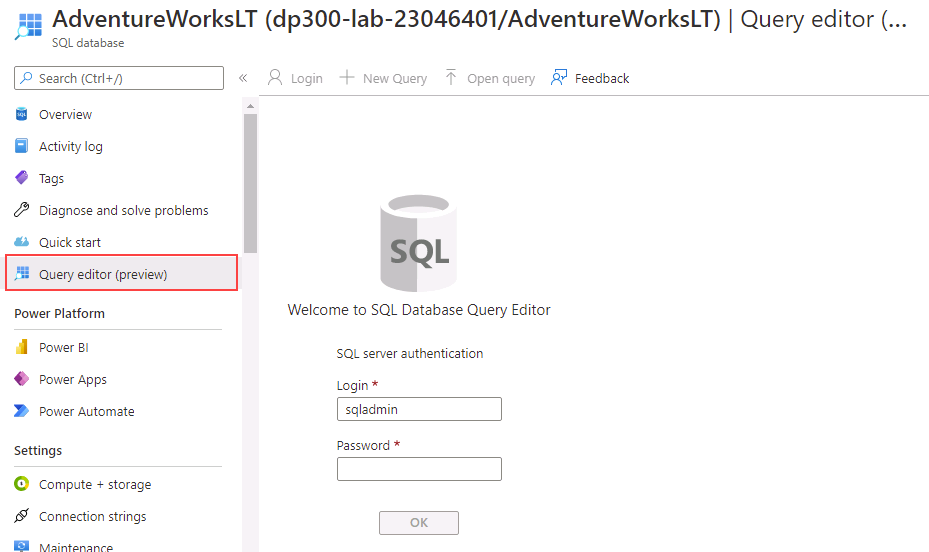 AdventureWorksLT (dp300-lab-23046401/AdventureWorksLT) | Query editor (...
SQL database
Search (Ctrl+/)
«
Login
New Query
Open query
Feedback
SQL
Overview
Activity log
Tags
Diagnose and solve problems
Quick start
Query editor (preview)
Power Platform
Power BI
Power Apps
Power Automate
Settings
Compute + storage
Connection strings
Maintenance
SQL
Welcome to SQL Database Query Editor
SQL server authentication
Login *
sqladmin
Password *
OK